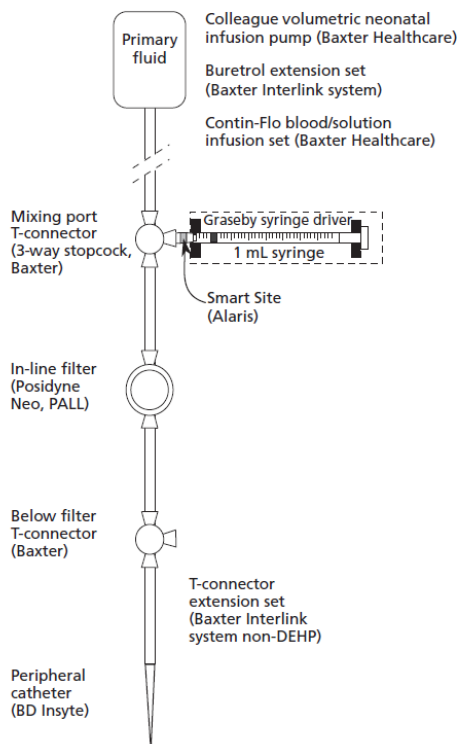 Primary
fluid
Colleague volumetric neonatal
infusion pump (Baxter Healthcare)
Buretrol extension set
(Baxter Interlink system)
Contin-Flo blood/solution
infusion set (Baxter Healthcare)
Mixing port
T-connector
(3-way stopcock,
Baxter)
Graseby syringe driver
1 mL syringe
Smart Site
(Alaris)
In-line filter
(Posidyne
Neo, PALL)
Below filter
T-connector
(Baxter)
T-connector
extension set
(Baxter Interlink
system non-DEHP)
Peripheral
catheter
(BD Insyte)